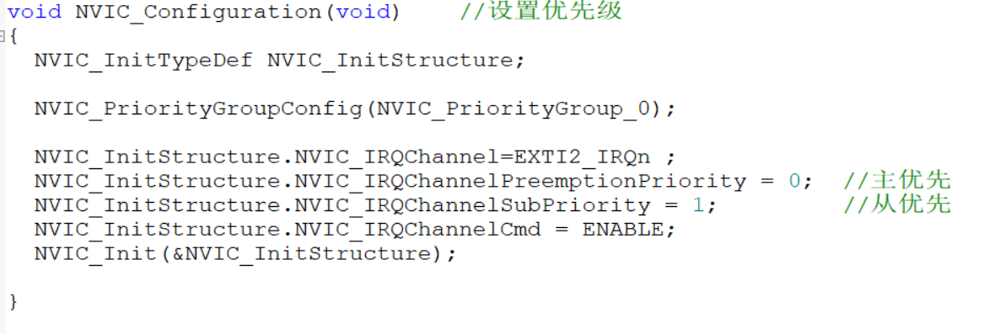 void NVIC_Configuration(void)    //设置优先级
{
  NVIC_InitTypeDef NVIC_InitStructure;
  NVIC_PriorityGroupConfig(NVIC_PriorityGroup_0);
  NVIC_InitStructure.NVIC_IRQChannel=EXTI2_IRQn ;
  NVIC_InitStructure.NVIC_IRQChannelPreemptionPriority = 0;  //主优先
  NVIC_InitStructure.NVIC_IRQChannelSubPriority = 1;         //从优先
  NVIC_InitStructure.NVIC_IRQChannelCmd = ENABLE;
  NVIC_Init(&NVIC_InitStructure);
}